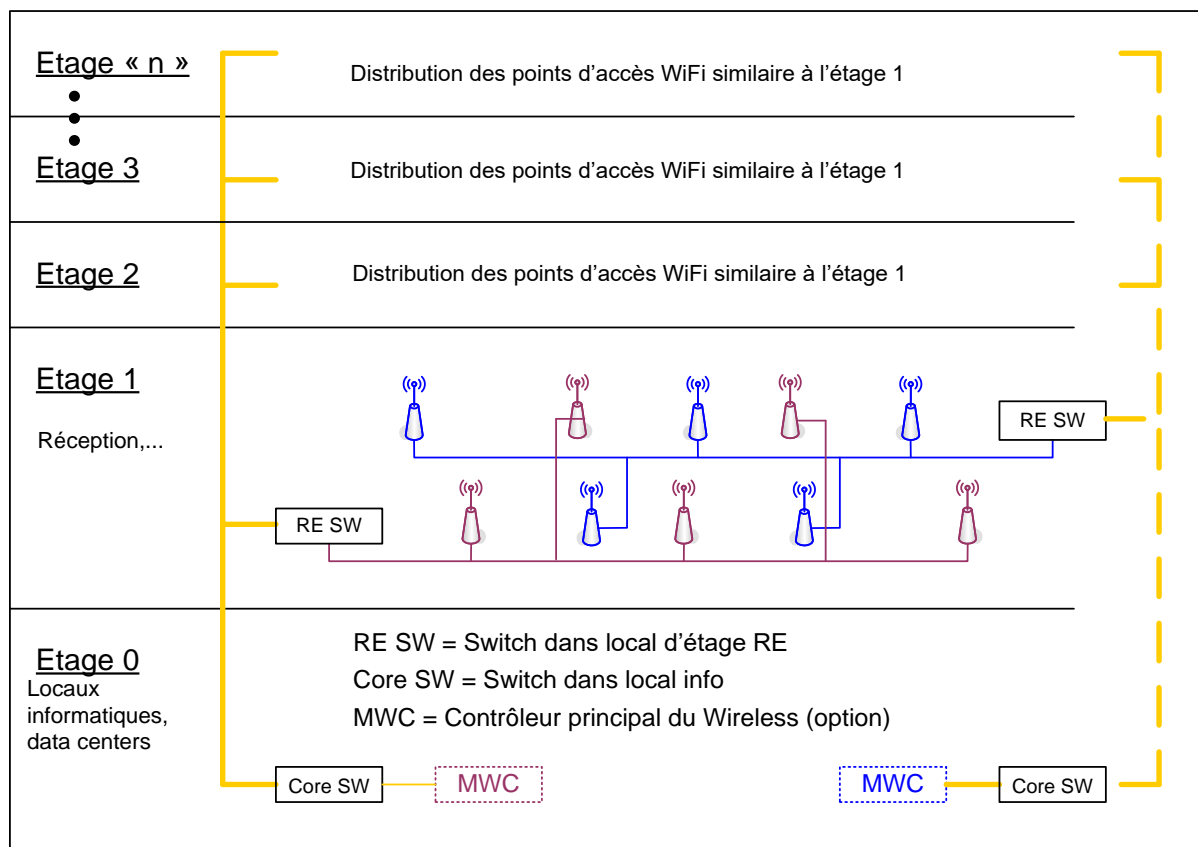 Etage « n »
Distribution des points d'accès WiFi similaire à l'étage 1
Etage 3
Distribution des points d'accès WiFi similaire à l'étage 1
Etage 2
Distribution des points d'accès WiFi similaire à l'étage 1
Etage 1
Réception,...
RE SW
RE SW
Etage 0
Locaux
informatiques,
data centers
RE SW = Switch dans local d'étage RE
Core SW = Switch dans local info
MWC = Contrôleur principal du Wireless (option)
Core SW
MWC
MWC
Core SW